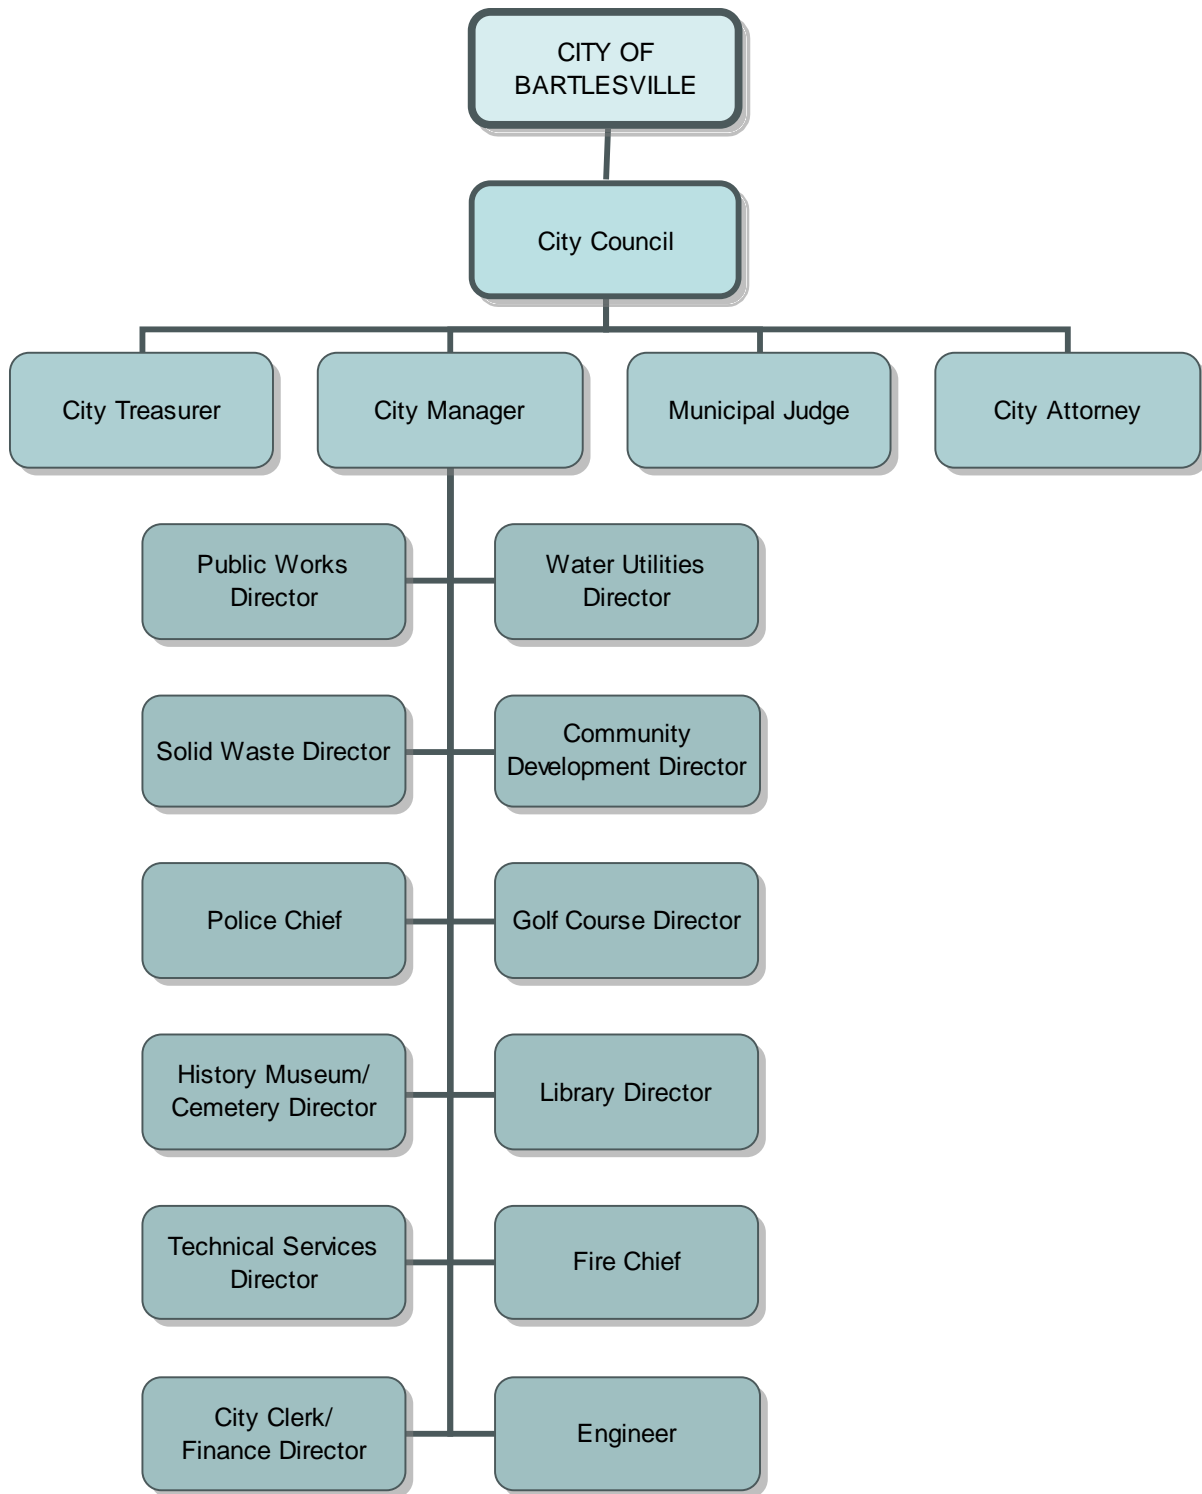 CITY OF
BARTLESVILLE
City Council
City Treasurer
City Manager
Municipal Judge
City Attorney
Public Works
Director
Water Utilities
Director
Solid Waste Director
Community
Development Director
Police Chief
Golf Course Director
History Museum/
Cemetery Director
Library Director
Technical Services
Director
Fire Chief
City Clerk/
Finance Director
Engineer